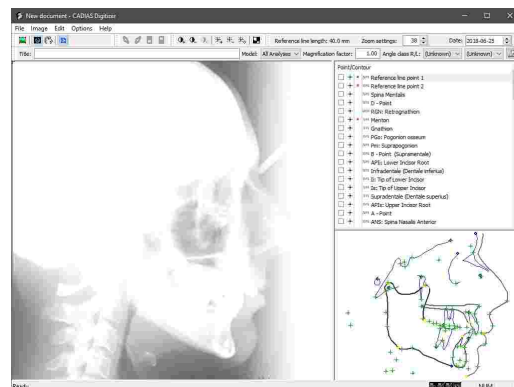 New document - CADIAS Digitizer
File Image Edit Options Help
Reference line length: 40.0 mm Zoom settings: 38 Date: 2018-06-25
Title: Model: All Analyses Magnification factor: 1.00 Angle class R/L: (Unknown) (Unknown)
Point/Contour
Reference line point 1
Reference line point 2
Spina Mentalis
D - Point
RGN: Retrognathion
Menton
Gnathion
PGo: Pogonion osseum
Pm: Suprapogonion
B - Point (Supramentale)
APIi: Lower Incisor Root
Infradentale (Dentale inferius)
Ii: Tip of Lower Incisor
Is: Tip of Upper Incisor
Supradentale (Dentale superius)
APIs: Upper Incisor Root
A - Point
ANS: Spina Nasalis Anterior
Ready NUM